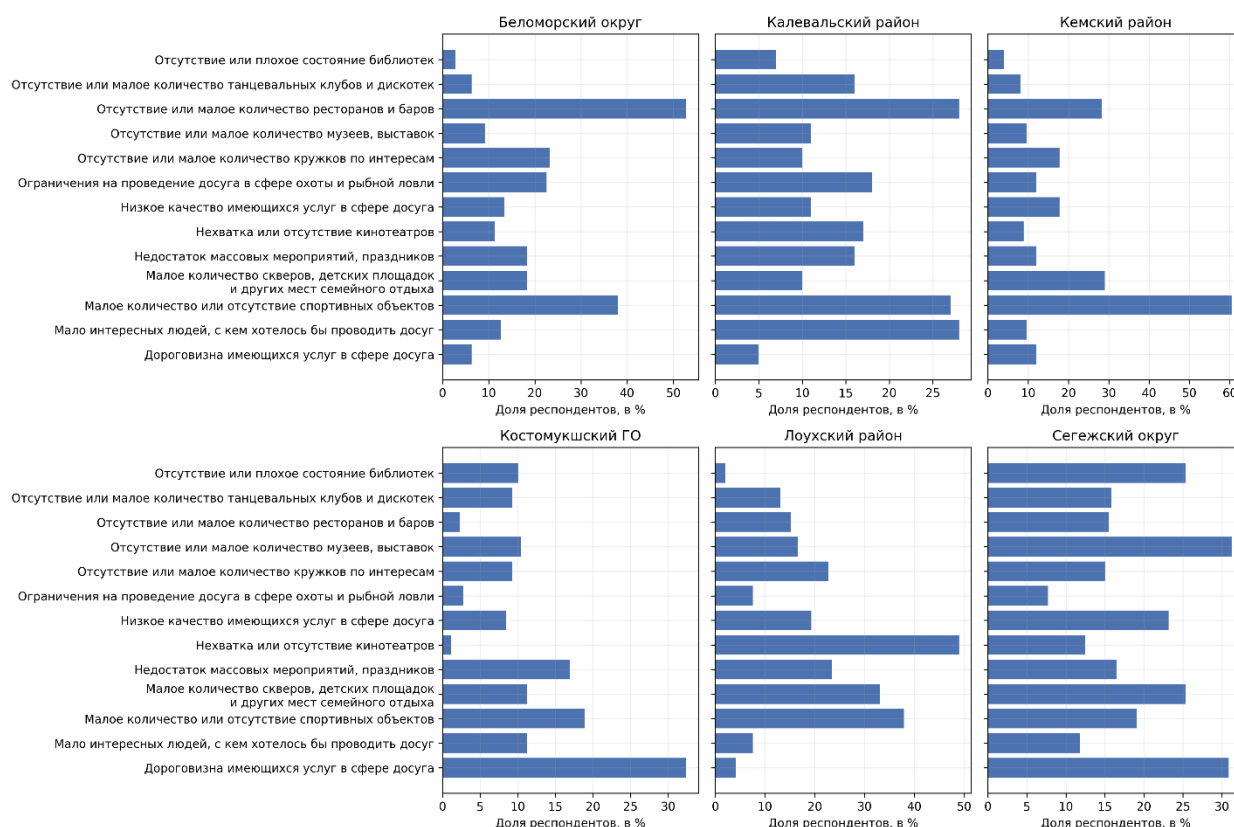 Беломорский округ
Калевальский район
Кемский район
Отсутствие или плохое состояние библиотек
Отсутствие или малое количество танцевальных клубов и дискотек
Отсутствие или малое количество ресторанов и баров
Отсутствие или малое количество музеев, выставок
Отсутствие или малое количество кружков по интересам
Ограничения на проведение досуга в сфере охоты и рыбной ловли
Низкое качество имеющихся услуг в сфере досуга
Нехватка или отсутствие кинотеатров
Недостаток массовых мероприятий, праздников
Малое количество скверов, детских площадок
и других мест семейного отдыха
Малое количество или отсутствие спортивных объектов
Мало интересных людей, с кем хотелось бы проводить досуг
Дороговизна имеющихся услуг в сфере досуга
0 10 20 30 40 50
0 5 10 15 20 25
0 10 20 30 40 50 60
Доля респондентов, в %
Доля респондентов, в %
Доля респондентов, в %
Костомукшский ГО
Лоухский район
Сегежский округ
Отсутствие или плохое состояние библиотек
Отсутствие или малое количество танцевальных клубов и дискотек
Отсутствие или малое количество ресторанов и баров
Отсутствие или малое количество музеев, выставок
Отсутствие или малое количество кружков по интересам
Ограничения на проведение досуга в сфере охоты и рыбной ловли
Низкое качество имеющихся услуг в сфере досуга
Нехватка или отсутствие кинотеатров
Недостаток массовых мероприятий, праздников
Малое количество скверов, детских площадок
и других мест семейного отдыха
Малое количество или отсутствие спортивных объектов
Мало интересных людей, с кем хотелось бы проводить досуг
Дороговизна имеющихся услуг в сфере досуга
0 5 10 15 20 25 30
0 10 20 30 40 50
0 5 10 15 20 25 30
Доля респондентов, в %
Доля респондентов, в %
Доля респондентов, в %